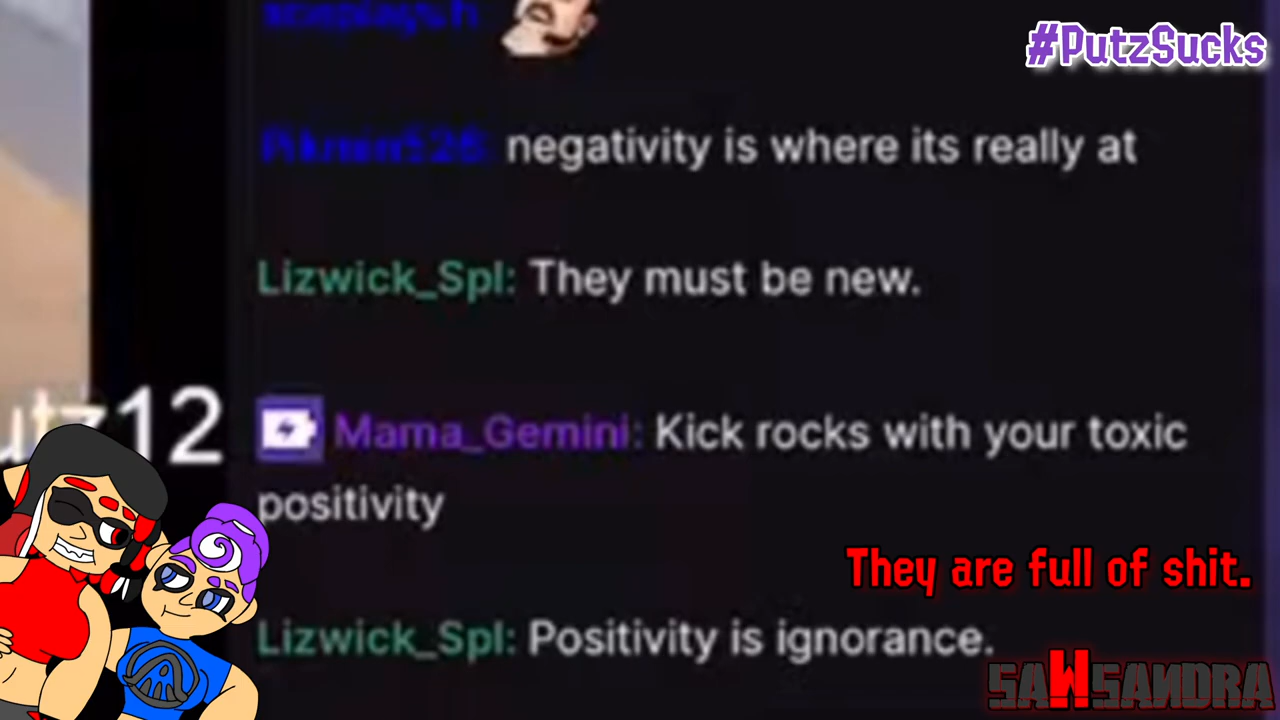 #PutzSucks
negativity is where its really at
Lizwick_Spl: They must be new.
utz12
Mama_Gemini: Kick rocks with your toxic
positivity
They are full of shit.
Lizwick_Spl: Positivity is ignorance.
SAWSANDRA